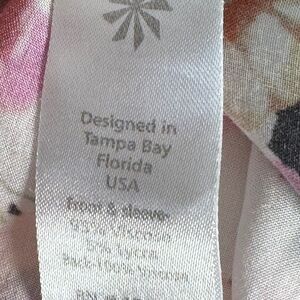 Designed in
Tampa Bay
Florida
USA
Front & sleeve-
95% Viscose
5% Lycra
Back-100% Viscose